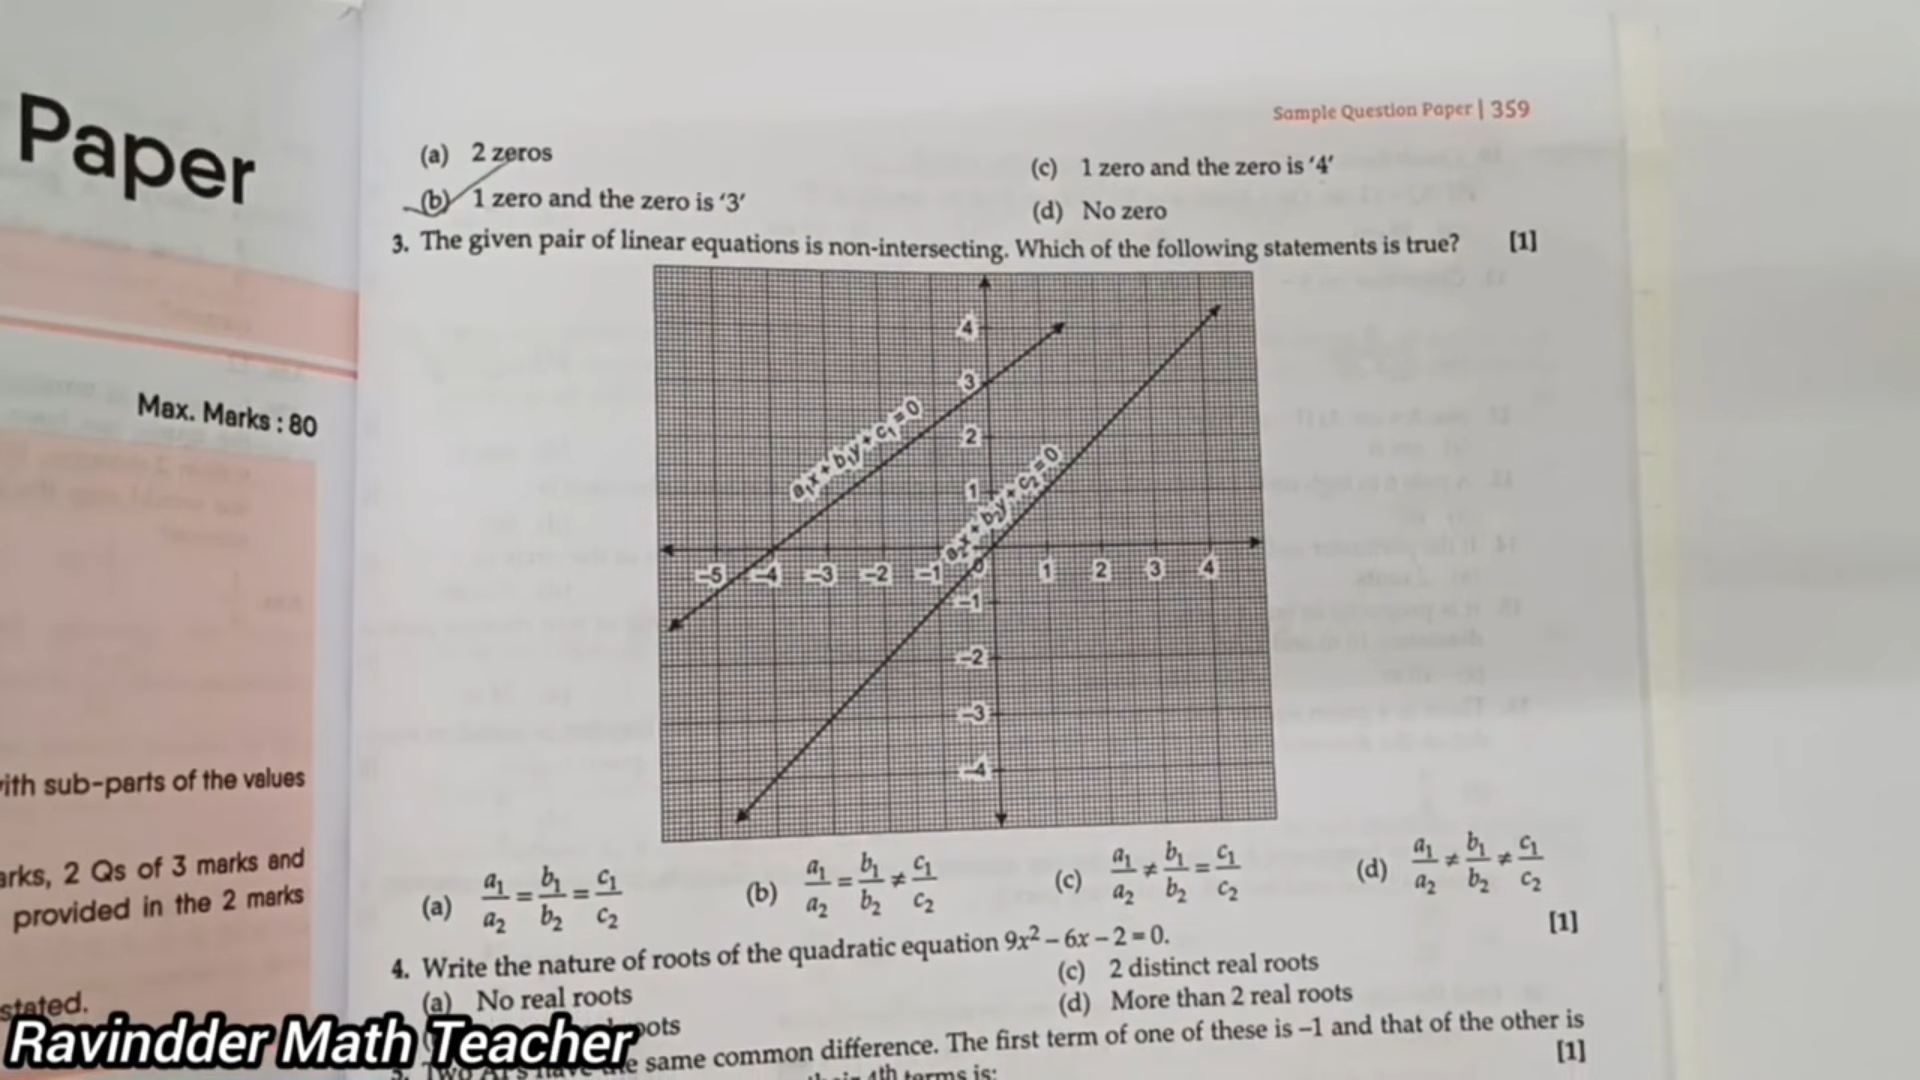 Paper
Max. Marks : 80
with sub-parts of the values
arks, 2 Qs of 3 marks and
provided in the 2 marks
stated.
Sample Question Paper | 359
(a) 2 zeros
(c) 1 zero and the zero is '4'
(b) 1 zero and the zero is '3'
(d) No zero
3. The given pair of linear equations is non-intersecting. Which of the following statements is true? [1]
4
3
2
1
a₁x + b₁y + c₁ = 0
a₂x + b₂y + c₂ = 0
–5 –4 –3 –2 –1 0 1 2 3 4
–1
–2
–3
–4
(a) a₁/a₂ = b₁/b₂ = c₁/c₂ (b) a₁/a₂ = b₁/b₂ ≠ c₁/c₂ (c) a₁/a₂ ≠ b₁/b₂ = c₁/c₂ (d) a₁/a₂ ≠ b₁/b₂ ≠ c₁/c₂
4. Write the nature of roots of the quadratic equation 9x² – 6x – 2 = 0. [1]
(a) No real roots
(c) 2 distinct real roots
(d) More than 2 real roots
same common difference. The first term of one of these is –1 and that of the other is
4th terms is: [1]
Ravindder Math Teacher